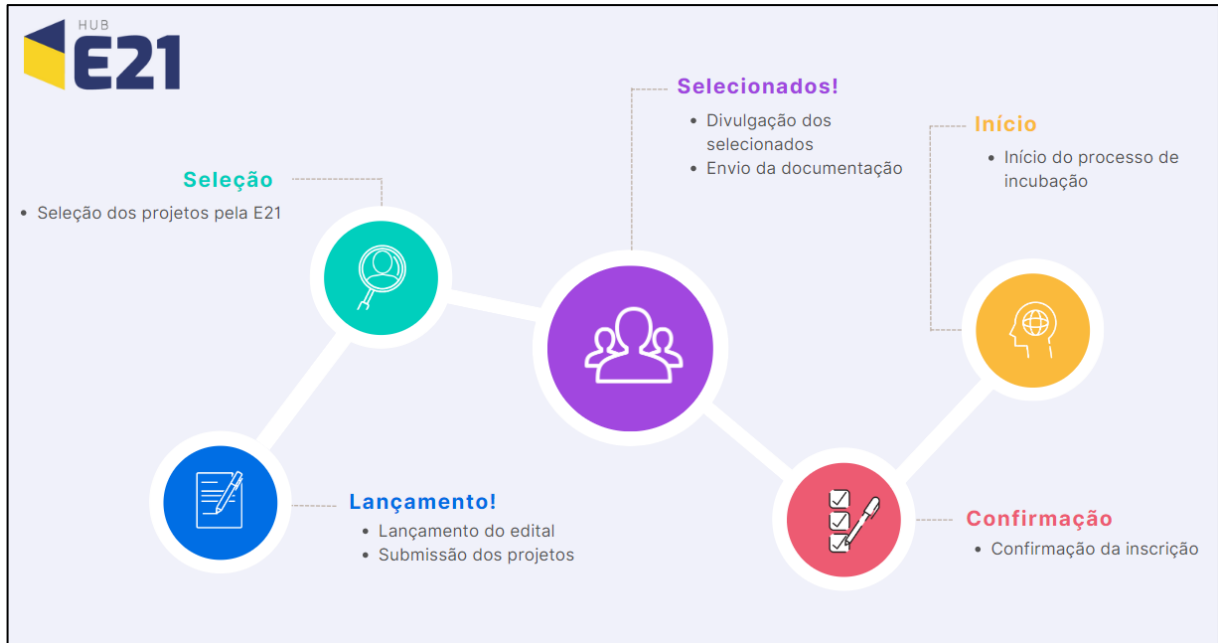 HUB
E21
Seleção
• Seleção dos projetos pela E21
Lançamento!
• Lançamento do edital
• Submissão dos projetos
Selecionados!
• Divulgação dos
selecionados
• Envio da documentação
Confirmação
• Confirmação da inscrição
Início
• Início do processo de
incubação